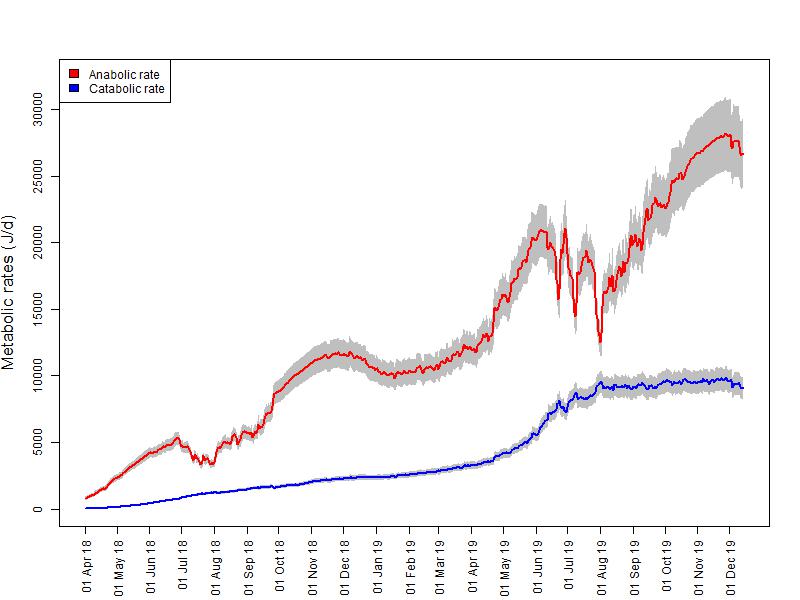 Anabolic rate
Catabolic rate
Metabolic rates (J/d)
30000
25000
20000
15000
10000
5000
0
01 Apr 18
01 May 18
01 Jun 18
01 Jul 18
01 Aug 18
01 Sep 18
01 Oct 18
01 Nov 18
01 Dec 18
01 Jan 19
01 Feb 19
01 Mar 19
01 Apr 19
01 May 19
01 Jun 19
01 Jul 19
01 Aug 19
01 Sep 19
01 Oct 19
01 Nov 19
01 Dec 19